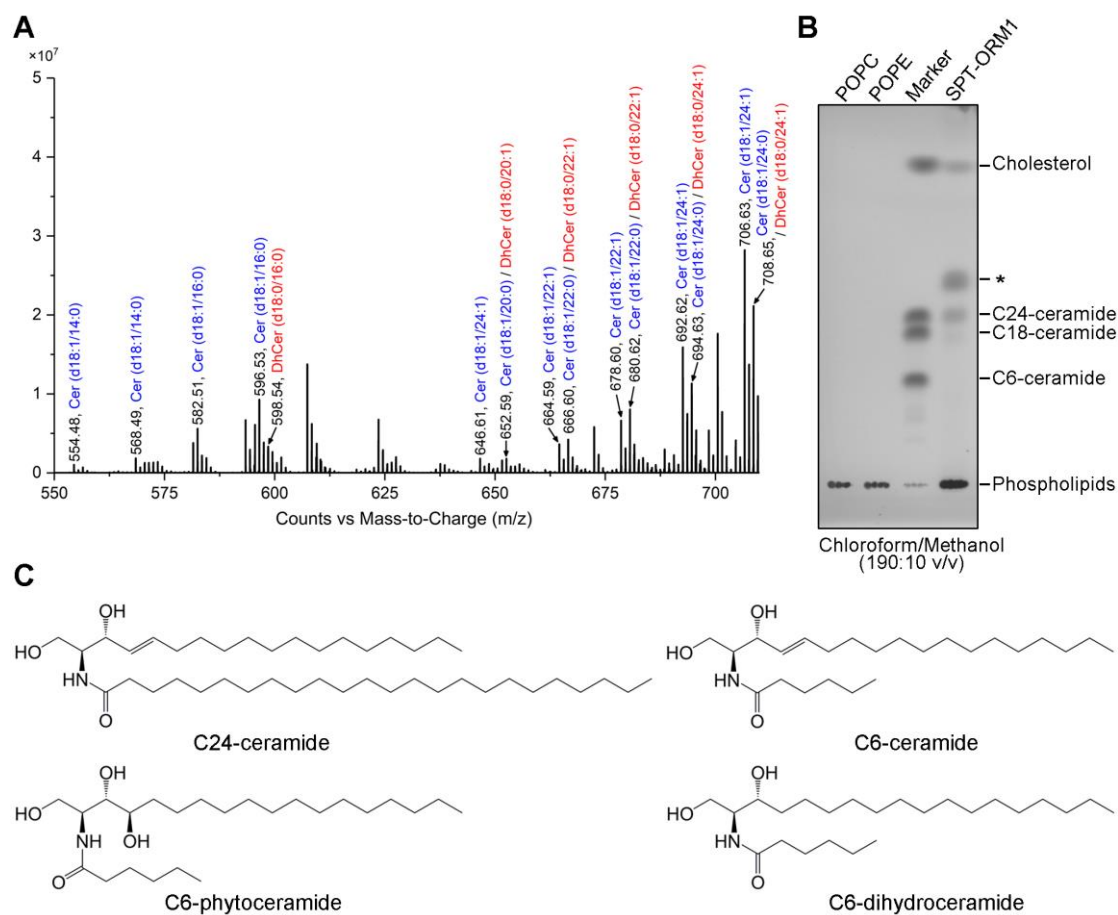 A
×10⁷
5
4
3
2
1
0
550
575
600
625
650
675
700
Counts vs Mass-to-Charge (m/z)
554.48, Cer (d18:1/14:0)
568.49, Cer (d18:1/14:0)
582.51, Cer (d18:1/16:0)
596.53, Cer (d18:1/16:0)
598.54, DhCer (d18:0/16:0)
646.61, Cer (d18:1/24:1)
652.59, Cer (d18:1/20:0) / DhCer (d18:0/20:1)
664.59, Cer (d18:1/22:1)
666.60, Cer (d18:1/22:0) / DhCer (d18:0/22:1)
678.60, Cer (d18:1/22:1)
680.62, Cer (d18:1/22:0) / DhCer (d18:0/22:1)
692.62, Cer (d18:1/24:1)
694.63, Cer (d18:1/24:0) / DhCer (d18:0/24:1)
706.63, Cer (d18:1/24:1)
708.65, Cer (d18:1/24:0)
/ DhCer (d18:0/24:1)
B
POPC
POPE
Marker
SPT-ORM1
Cholesterol
*
C24-ceramide
C18-ceramide
C6-ceramide
Phospholipids
Chloroform/Methanol
(190:10 v/v)
C
OH
HO
HN
O
C24-ceramide
OH
HO
HN
O
C6-ceramide
OH
HO
NH
OH
O
C6-phytoceramide
OH
HO
HN
O
C6-dihydroceramide